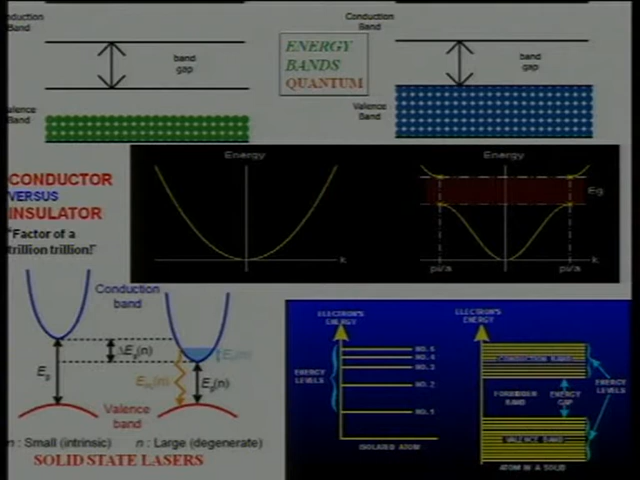 Conduction
Band
band
gap
Valence
Band
ENERGY
BANDS
QUANTUM
Conduction
Band
band
gap
Valence
Band
CONDUCTOR
VERSUS
INSULATOR
"Factor of a
trillion trillion!"
Energy
k
pi/a
Energy
Eg
k
pi/a
Conduction
band
Eg
ΔEg(n)
Eg(n)
Valence
band
n : Small (intrinsic)
n : Large (degenerate)
SOLID STATE LASERS
ELECTRON'S
ENERGY
ENERGY
LEVELS
NO. 5
NO. 4
NO. 3
NO. 2
NO. 1
ISOLATED ATOM
ELECTRON'S
ENERGY
CONDUCTION BAND
FORBIDDEN
BAND
ENERGY
GAP
ENERGY
LEVELS
VALENCE BAND
ATOM IN A SOLID